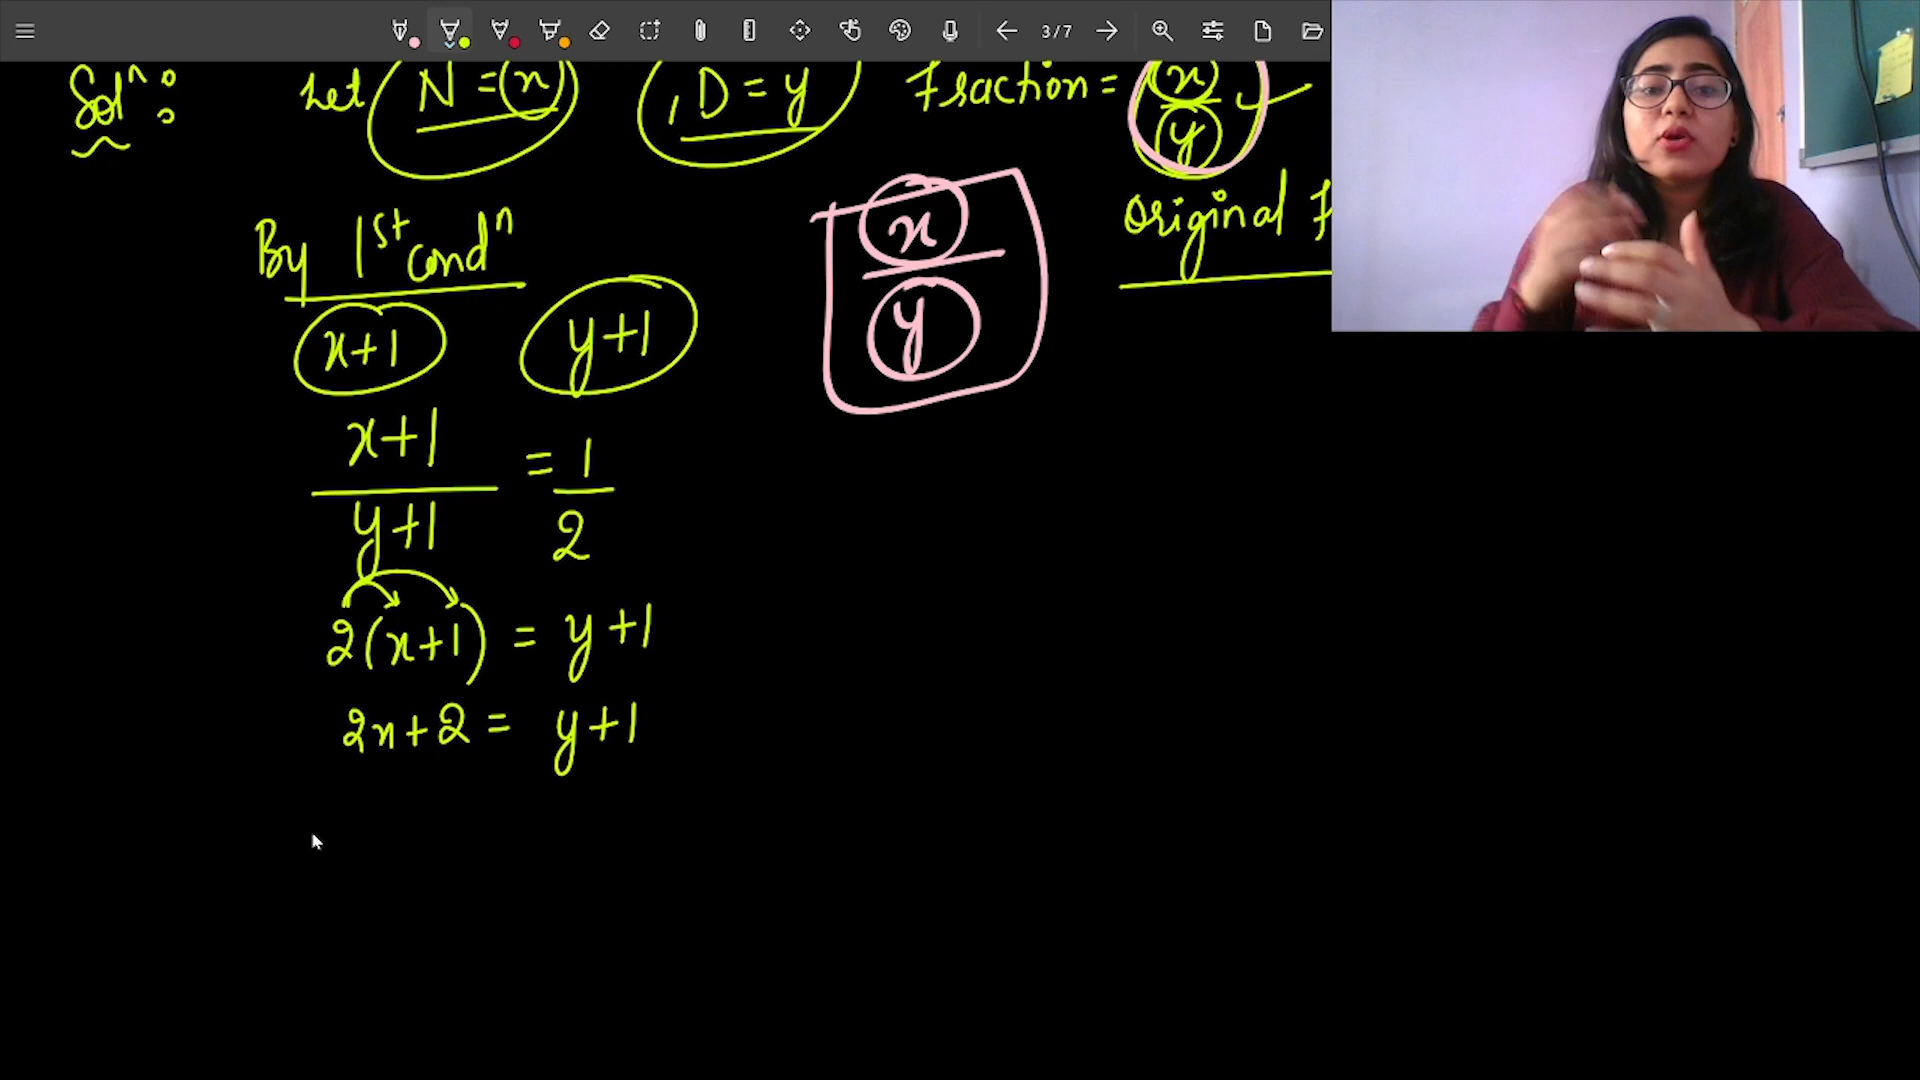 3/7
Solⁿ: Let N = x , D = y Fraction = x/y
Original F
x/y
By 1st condⁿ
x+1 y+1
x+1/y+1 = 1/2
2(x+1) = y+1
2x+2 = y+1